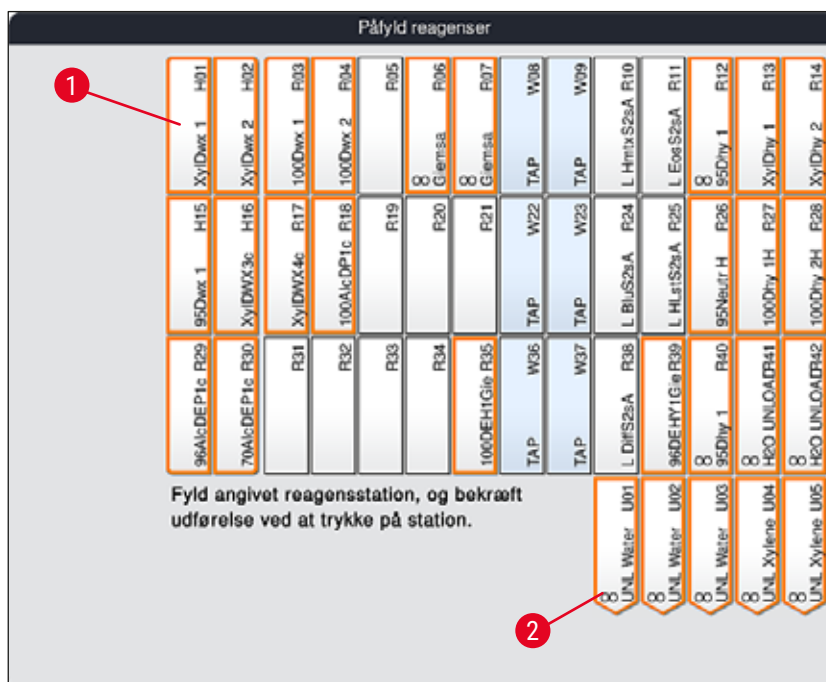 Påfyld reagenser
XylDwx 1 H01
XylDwx 2 H02
100Dwx 1 R03
100Dwx 2 R04
R05
∞ Giemsa R06
∞ Giemsa R07
TAP W08
TAP W09
L HmtxS2sA R10
L EosS2sA R11
∞ 95Dhy 1 R12
XylDhy 1 R13
XylDhy 2 R14
95Dwx 1 H15
XylDWX3c H16
XylDWX4c R17
100AlcDP1c R18
R19
R20
R21
TAP W22
TAP W23
L BluS2sA R24
L HLstS2sA R25
95Neutr H R26
100Dhy 1H R27
100Dhy 2H R28
96AlcDEP1c R29
70AlcDEP1c R30
R31
R32
R33
R34
100DEH1Gie R35
TAP W36
TAP W37
L DiffS2sA R38
96DEHY1Gie R39
∞ 95Dhy 1 R40
∞ H2O UNLOADR41
∞ H2O UNLOADR42
Fyld angivet reagensstation, og bekræft
udførelse ved at trykke på station.
∞ UNL Water U01
∞ UNL Water U02
∞ UNL Water U03
∞ UNL Xylene U04
∞ UNL Xylene U05
1
2